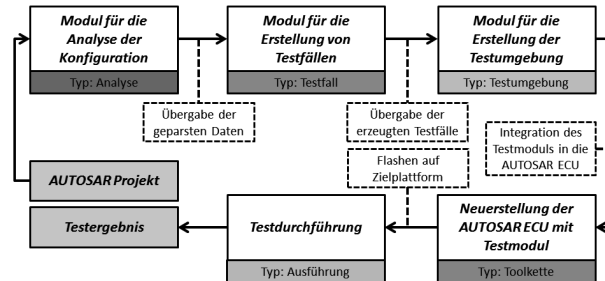 Modul für die
Analyse der
Konfiguration
Typ: Analyse
Modul für die
Erstellung von
Testfällen
Typ: Testfall
Modul für die
Erstellung der
Testumgebung
Typ: Testumgebung
Übergabe der
geparsten Daten
Übergabe der
erzeugten Testfälle
Integration des
Testmoduls in die
AUTOSAR ECU
Flashen auf
Zielplattform
AUTOSAR Projekt
Testergebnis
Testdurchführung
Typ: Ausführung
Neuerstellung der
AUTOSAR ECU mit
Testmodul
Typ: Toolkette